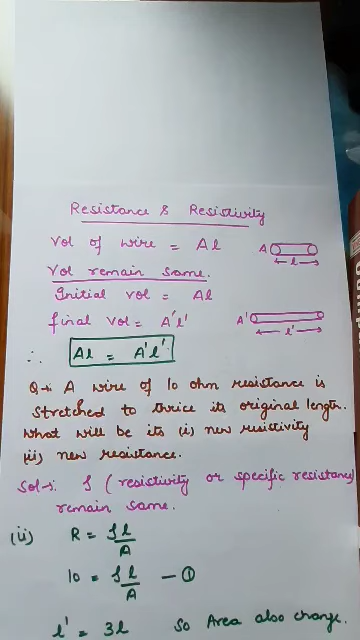 Resistance & Resistivity
Vol of wire = Al
A
l
Vol remain same.
Initial vol = Al
final vol = A'l'
A'
l'
∴ Al = A'l'
Q→ A wire of 10 ohm resistance is
stretched to thrice its original length.
What will be its (i) new resistivity
(ii) new resistance.
Sol→: ρ (resistivity or specific resistance)
remain same.
(ii) R = ρl/A
10 = ρl/A — ①
l' = 3l so Area also change.